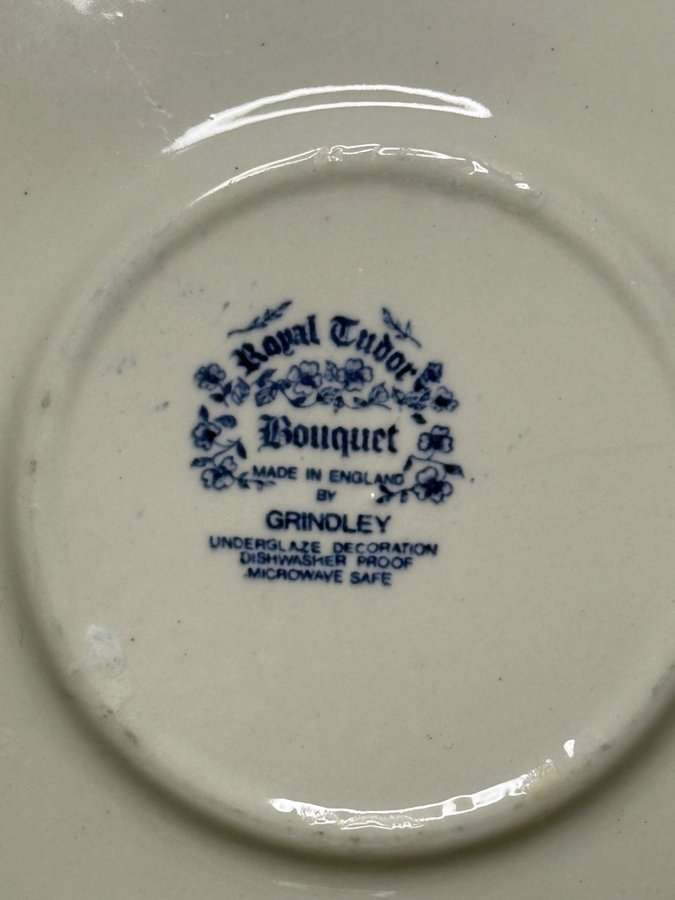 Royal Tudor
Bouquet
MADE IN ENGLAND
BY
GRINDLEY
UNDERGLAZE DECORATION
DISHWASHER PROOF
MICROWAVE SAFE